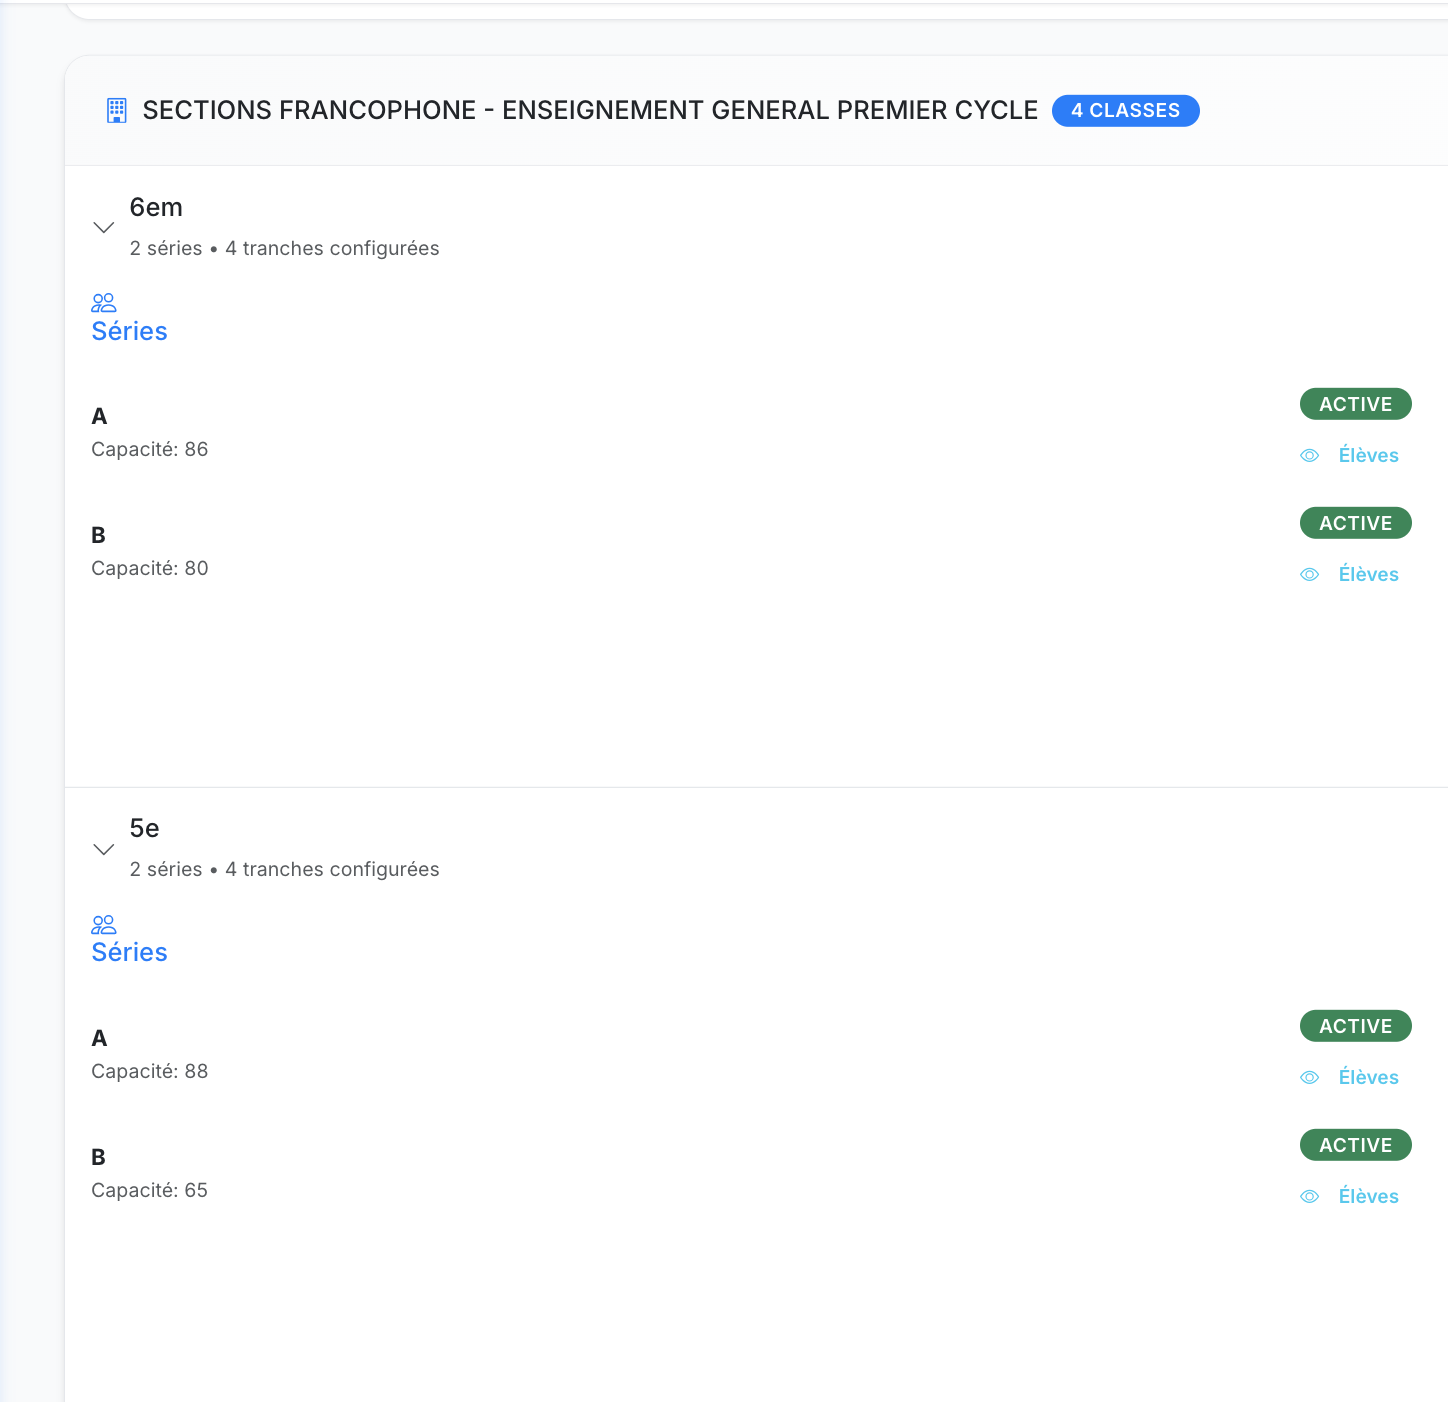 SECTIONS FRANCOPHONE - ENSEIGNEMENT GENERAL PREMIER CYCLE 4 CLASSES
6em
2 séries • 4 tranches configurées
Séries
A
ACTIVE
Capacité: 86
Élèves
B
ACTIVE
Capacité: 80
Élèves
5e
2 séries • 4 tranches configurées
Séries
A
ACTIVE
Capacité: 88
Élèves
B
ACTIVE
Capacité: 65
Élèves